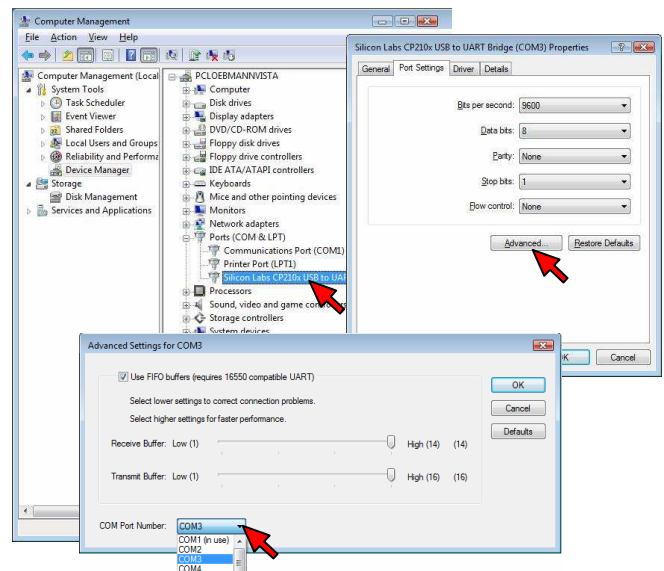 Computer Management
File Action View Help
Computer Management (Local
System Tools
Task Scheduler
Event Viewer
Shared Folders
Local Users and Groups
Reliability and Performa
Device Manager
Storage
Disk Management
Services and Applications
PCLOEBMANNVISTA
Computer
Disk drives
Display adapters
DVD/CD-ROM drives
Floppy disk drives
Floppy drive controllers
IDE ATA/ATAPI controllers
Keyboards
Mice and other pointing devices
Monitors
Network adapters
Ports (COM & LPT)
Communications Port (COM1)
Printer Port (LPT1)
Silicon Labs CP210x USB to UAR
Processors
Sound, video and game controllers
Storage controllers
System devices
Silicon Labs CP210x USB to UART Bridge (COM3) Properties
General Port Settings Driver Details
Bits per second: 9600
Data bits: 8
Parity: None
Stop bits: 1
Flow control: None
Advanced... Restore Defaults
Cancel
Advanced Settings for COM3
Use FIFO buffers (requires 16550 compatible UART)
Select lower settings to correct connection problems.
Select higher settings for faster performance.
Receive Buffer: Low (1) High (14) (14)
Transmit Buffer: Low (1) High (16) (16)
OK
Cancel
Defaults
COM Port Number: COM3
COM1 (in use)
COM2
COM3
COM4